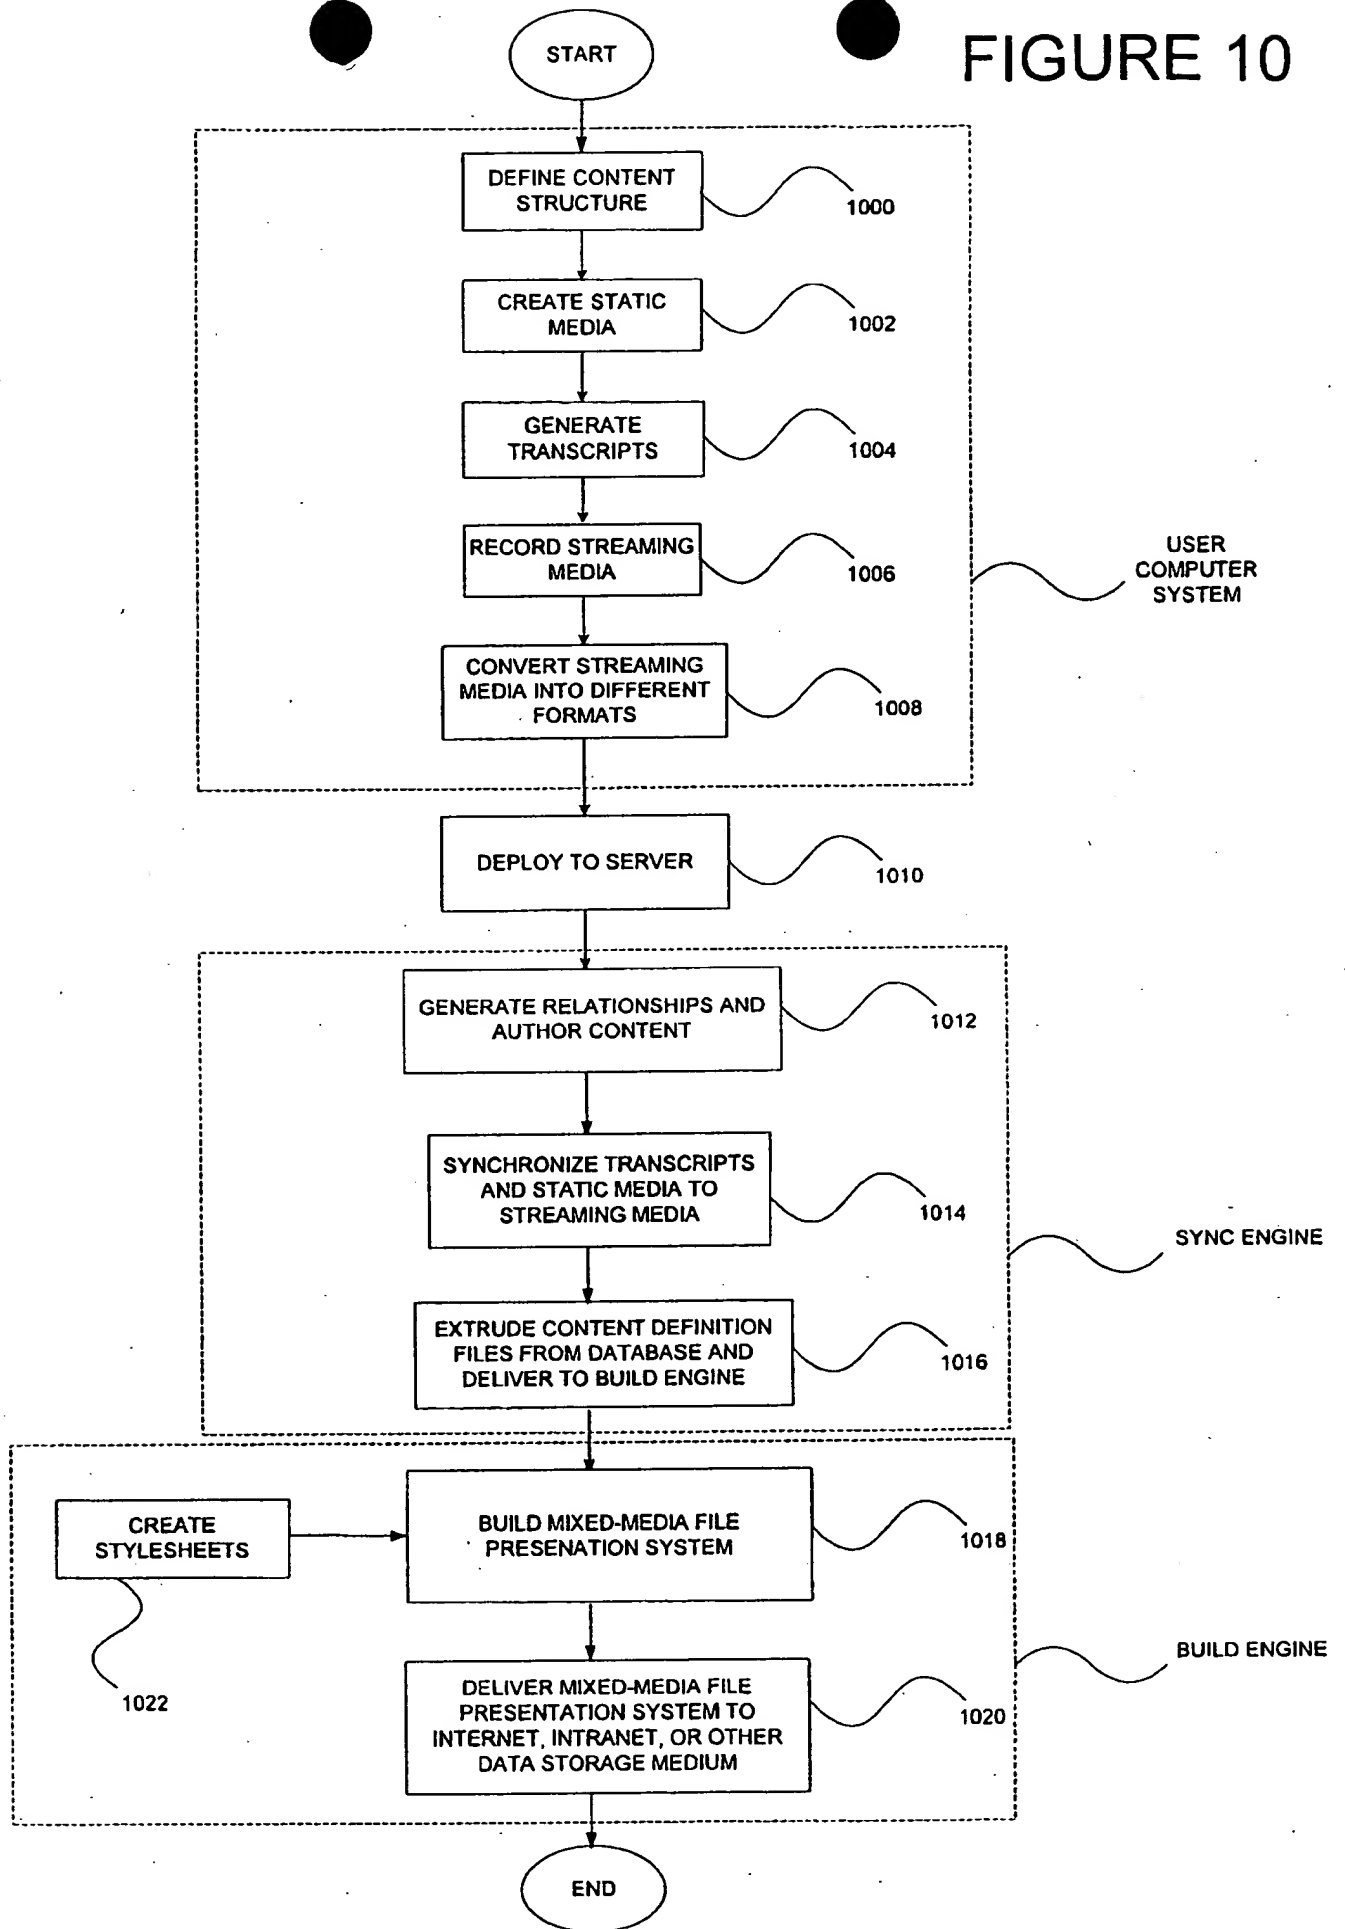 FIGURE 10
START
DEFINE CONTENT
STRUCTURE
1000
CREATE STATIC
MEDIA
1002
GENERATE
TRANSCRIPTS
1004
RECORD STREAMING
MEDIA
1006
USER
COMPUTER
SYSTEM
CONVERT STREAMING
MEDIA INTO DIFFERENT
FORMATS
1008
DEPLOY TO SERVER
1010
GENERATE RELATIONSHIPS AND
AUTHOR CONTENT
1012
SYNCHRONIZE TRANSCRIPTS
AND STATIC MEDIA TO
STREAMING MEDIA
1014
SYNC ENGINE
EXTRUDE CONTENT DEFINITION
FILES FROM DATABASE AND
DELIVER TO BUILD ENGINE
1016
CREATE
STYLESHEETS
1022
BUILD MIXED-MEDIA FILE
PRESENATION SYSTEM
1018
BUILD ENGINE
DELIVER MIXED-MEDIA FILE
PRESENTATION SYSTEM TO
INTERNET, INTRANET, OR OTHER
DATA STORAGE MEDIUM
1020
END